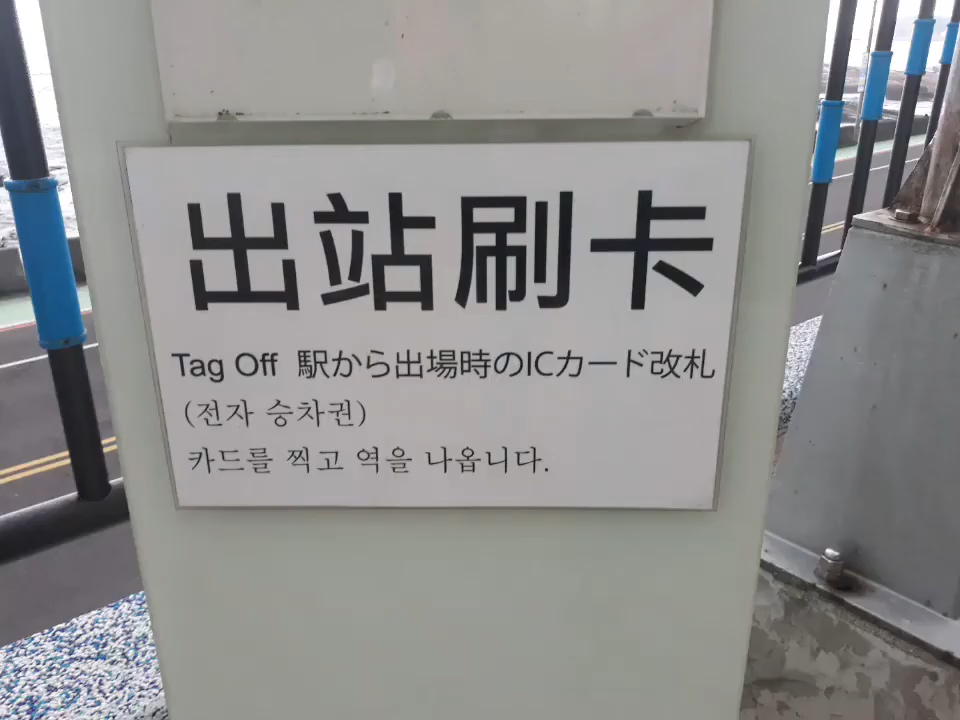 出站刷卡
Tag Off 駅から出場時のICカード改札
(전자 승차권)
카드를 찍고 역을 나옵니다.